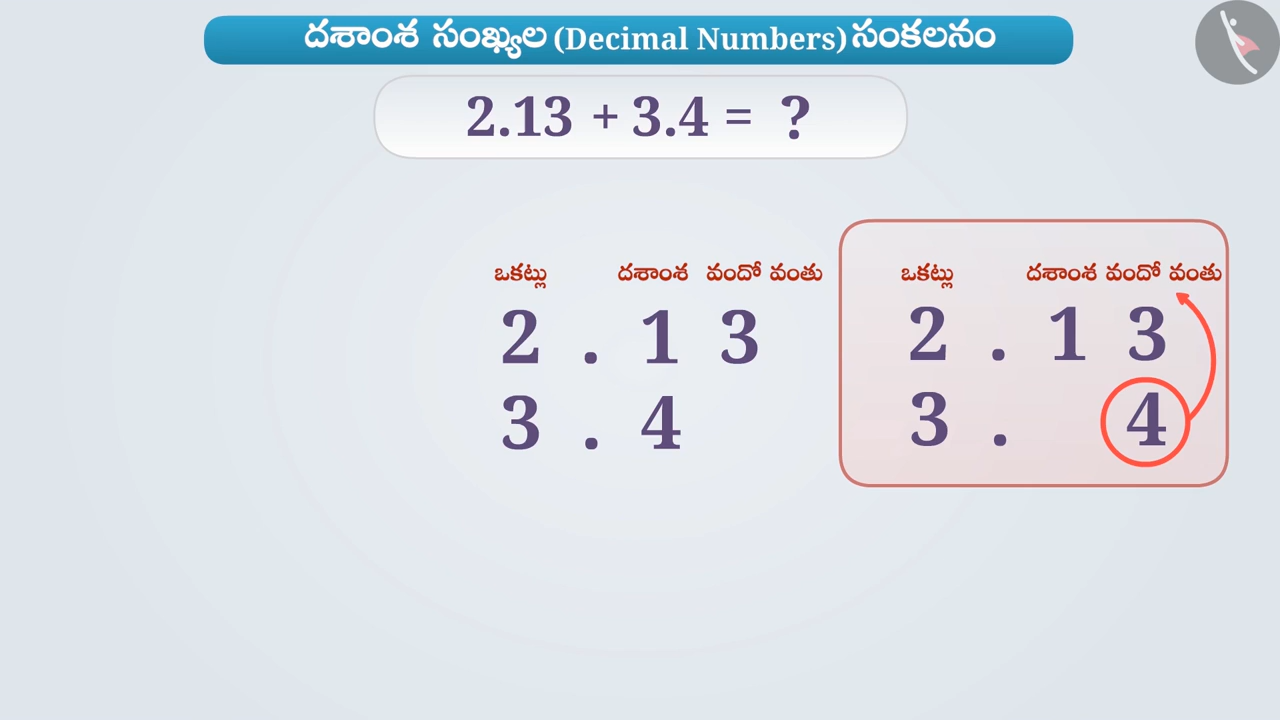 దశాంశ సంఖ్యల (Decimal Numbers) సంకలనం
2.13 + 3.4 = ?
ఒకట్లు దశాంశ వందో వంతు
2 . 1 3
3 . 4
ఒకట్లు దశాంశ వందో వంతు
2 . 1 3
3 . 4